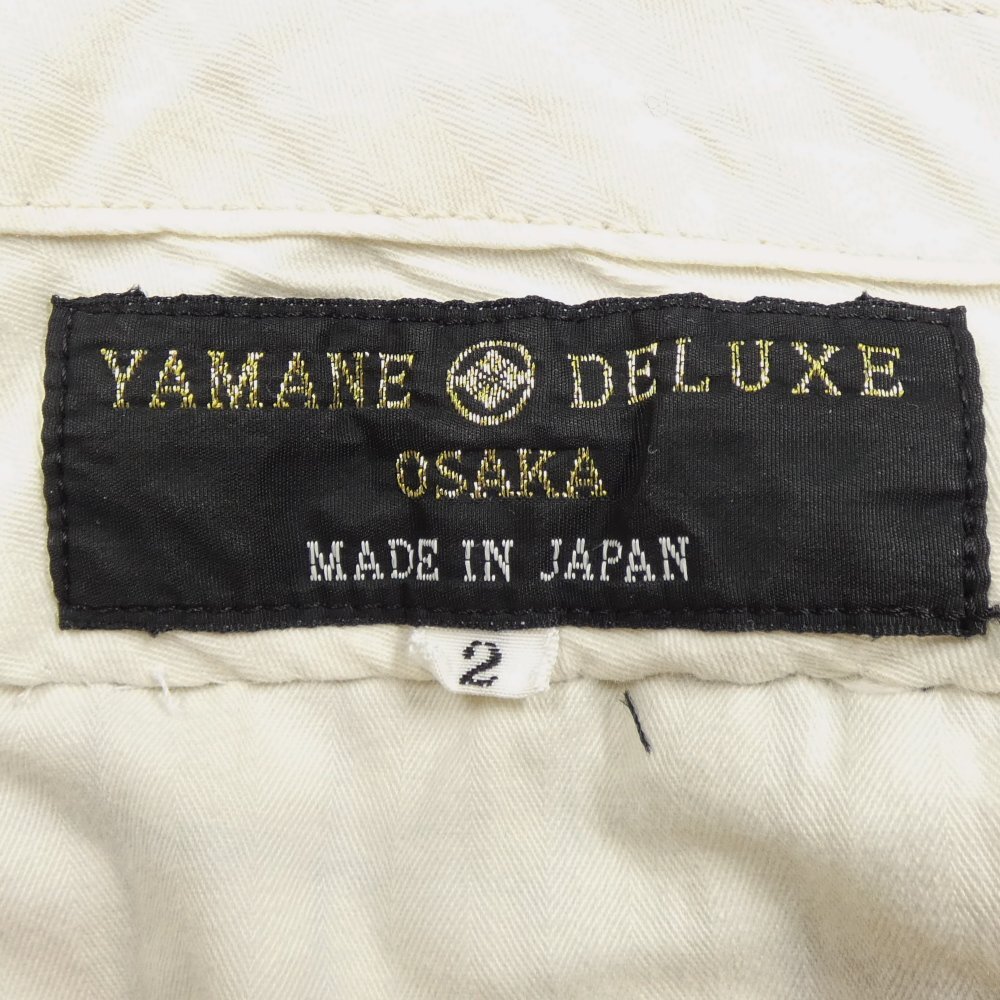 YAMANE DELUXE
OSAKA
MADE IN JAPAN
2